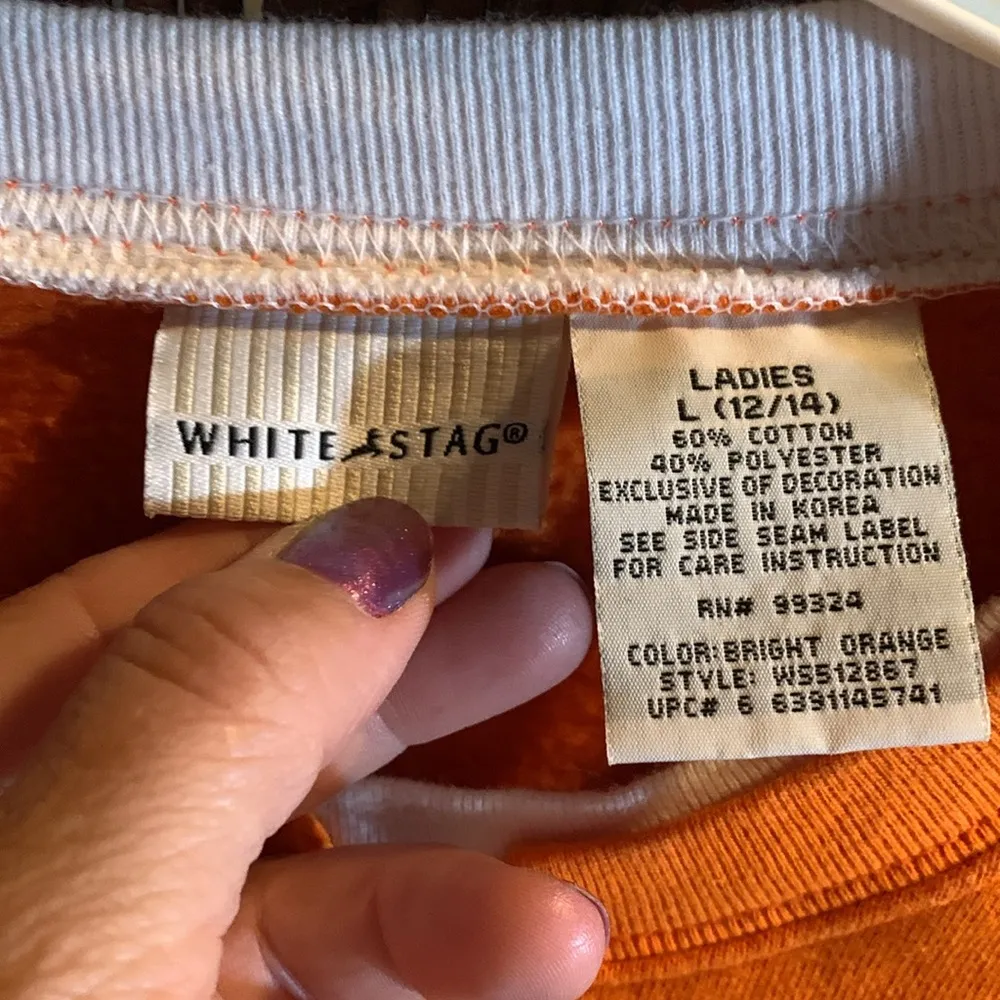 WHITE STAG®
LADIES
L (12/14)
60% COTTON
40% POLYESTER
EXCLUSIVE OF DECORATION
MADE IN KOREA
SEE SIDE SEAM LABEL
FOR CARE INSTRUCTION
RN# 99324
COLOR:BRIGHT ORANGE
STYLE: WS512867
UPC# 6 6391145741